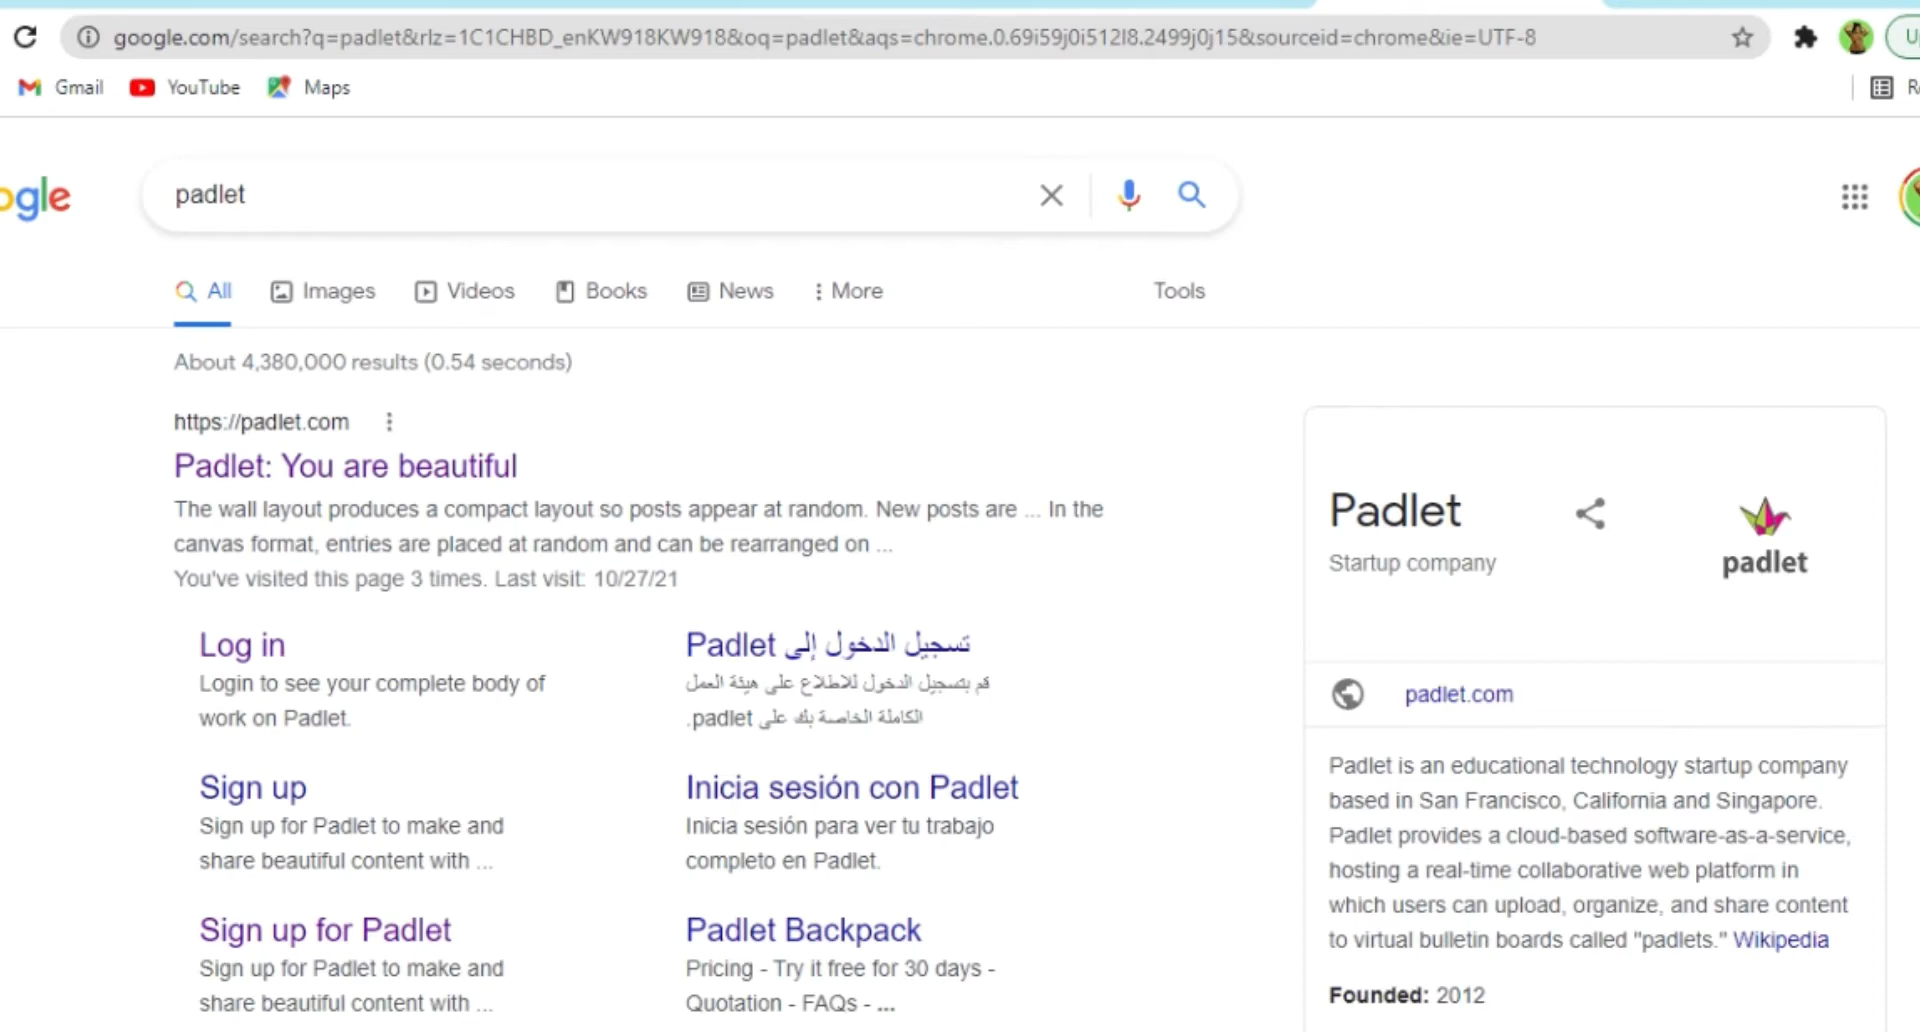 google.com/search?q=padlet&rlz=1C1CHBD_enKW918KW918&oq=padlet&aqs=chrome.0.69i59j0i512l8.2499j0j15&sourceid=chrome&ie=UTF-8
Gmail
YouTube
Maps
ogle
padlet
All
Images
Videos
Books
News
More
Tools
About 4,380,000 results (0.54 seconds)
https://padlet.com
Padlet: You are beautiful
The wall layout produces a compact layout so posts appear at random. New posts are ... In the
canvas format, entries are placed at random and can be rearranged on ...
You've visited this page 3 times. Last visit: 10/27/21
Log in
Login to see your complete body of
work on Padlet.
تسجيل الدخول إلى Padlet
قم بتسجيل الدخول للاطلاع على هيئة العمل
الكاملة الخاصة بك على padlet.
Sign up
Sign up for Padlet to make and
share beautiful content with ...
Inicia sesión con Padlet
Inicia sesión para ver tu trabajo
completo en Padlet.
Sign up for Padlet
Sign up for Padlet to make and
share beautiful content with ...
Padlet Backpack
Pricing - Try it free for 30 days -
Quotation - FAQs - ...
Padlet
Startup company
padlet
padlet.com
Padlet is an educational technology startup company
based in San Francisco, California and Singapore.
Padlet provides a cloud-based software-as-a-service,
hosting a real-time collaborative web platform in
which users can upload, organize, and share content
to virtual bulletin boards called "padlets." Wikipedia
Founded: 2012